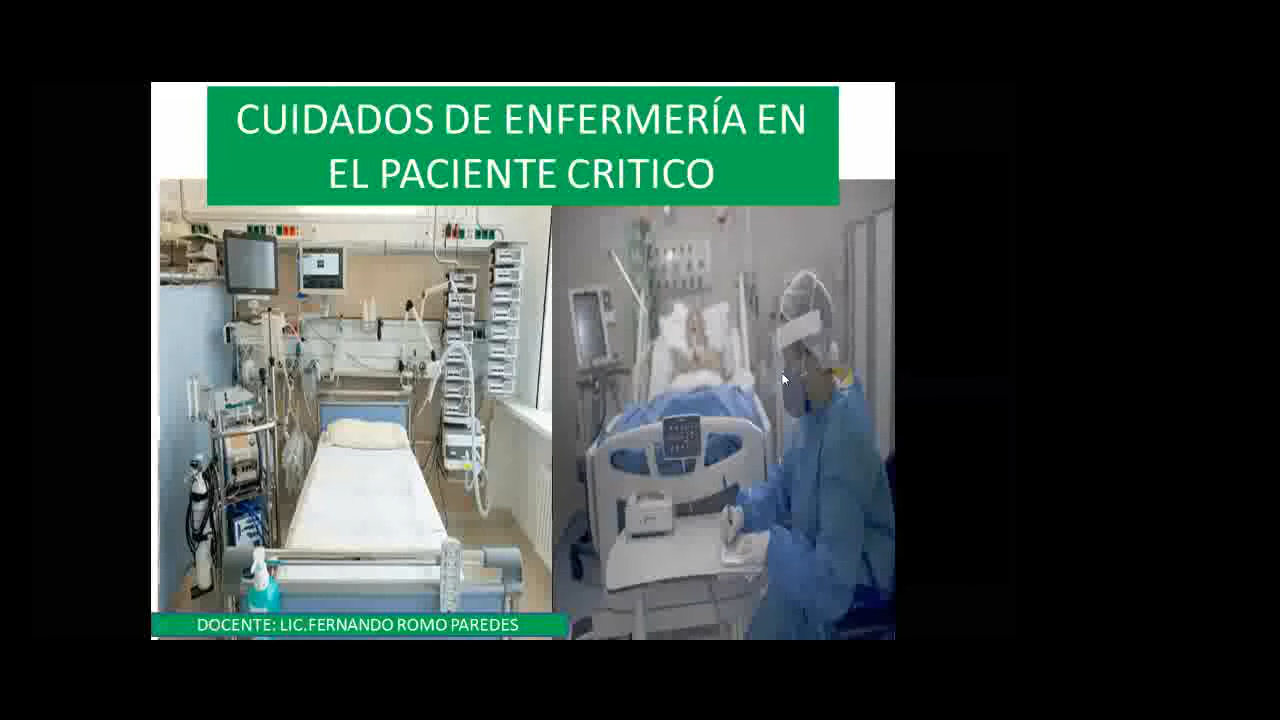 CUIDADOS DE ENFERMERÍA EN
EL PACIENTE CRITICO
DOCENTE: LIC.FERNANDO ROMO PAREDES